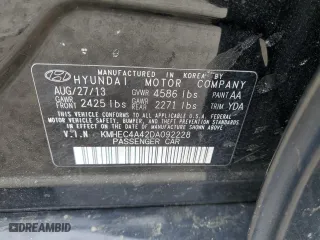 MANUFACTURED IN KOREA BY
HYUNDAI MOTOR COMPANY
AUG/27/13 GVWR 4586 lbs PAINT AA
GAWR FRONT 2425 lbs GAWR REAR 2271 lbs TRIM YDA
THIS VEHICLE CONFORMS TO ALL APPLICABLE
FEDERAL MOTOR VEHICLE SAFETY, BUMPER,
AND THEFT PREVENTION STANDARDS IN EFFECT
ON THE DATE OF MANUFACTURE SHOWN ABOVE.
V.I.N : KMHEC4A42DA092228
PASSENGER CAR